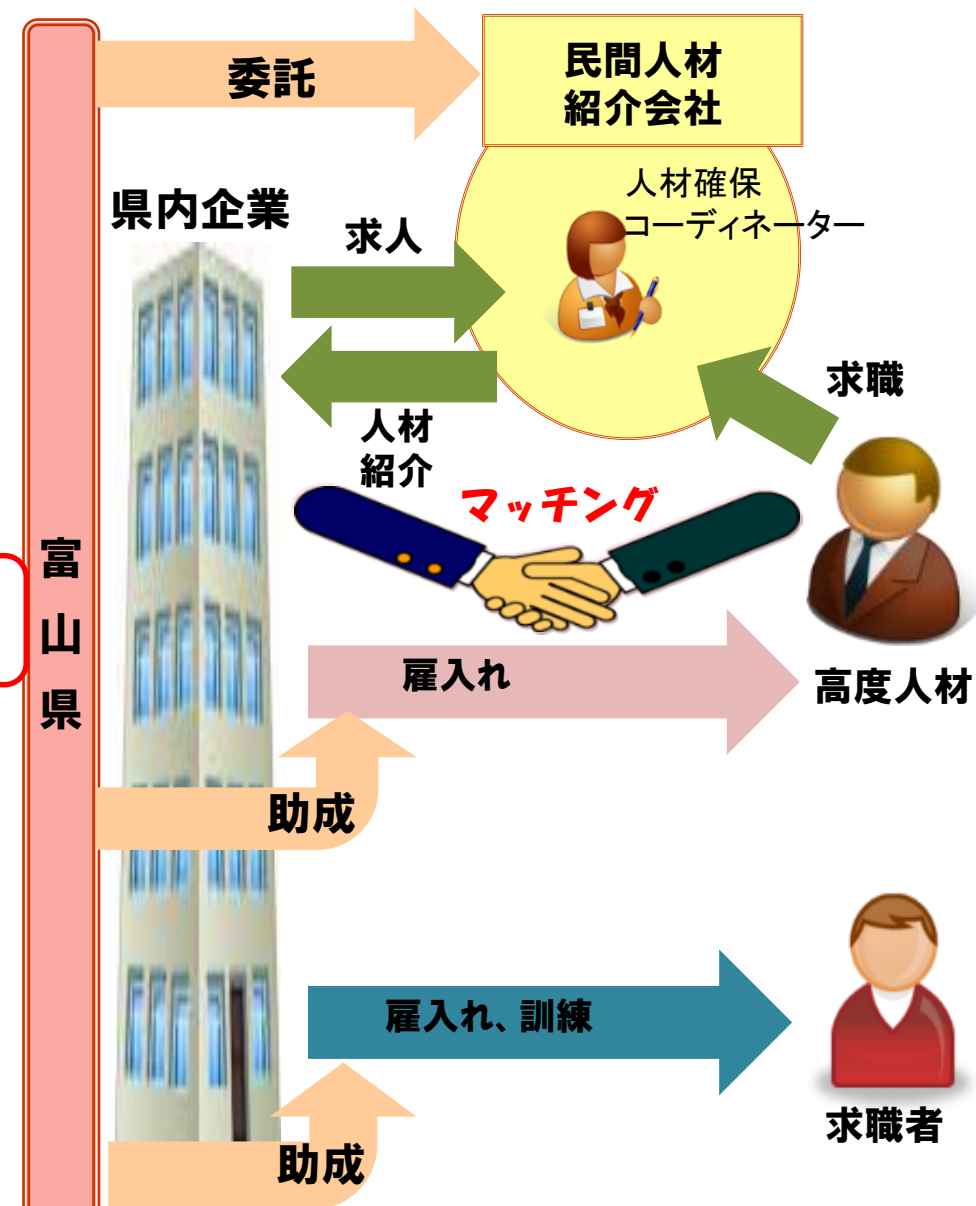 委託
民間人材
紹介会社
人材確保
コーディネーター
県内企業
求人
求職
人材
紹介
マッチング
富山県
雇入れ
高度人材
助成
雇入れ、訓練
求職者
助成